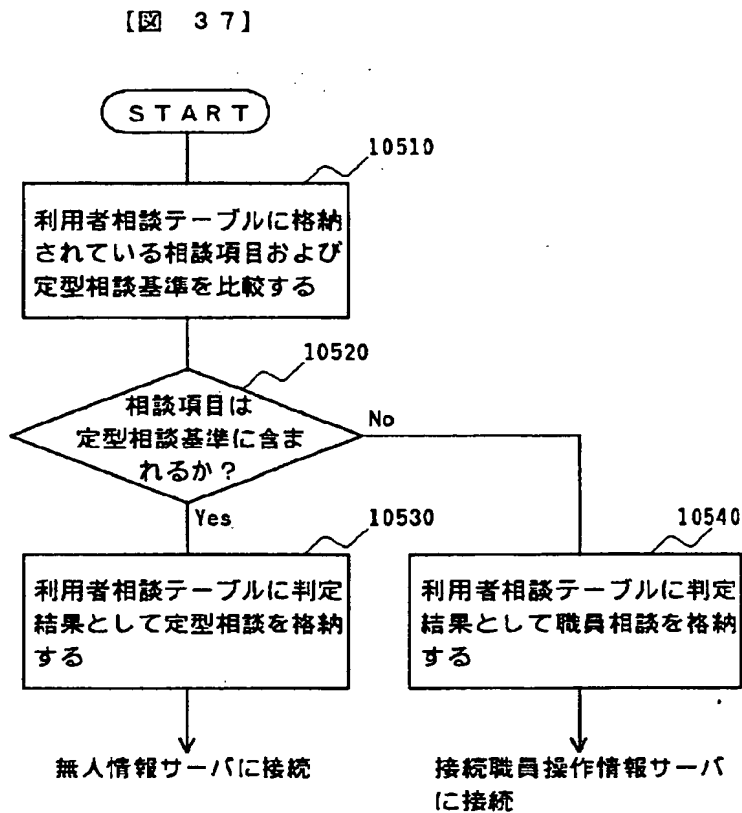 【図 37】
START
10510
利用者相談テーブルに格納
されている相談項目および
定型相談基準を比較する
10520
相談項目は
定型相談基準に含ま
れるか？
No
Yes
10530
利用者相談テーブルに判定
結果として定型相談を格納
する
10540
利用者相談テーブルに判定
結果として職員相談を格納
する
無人情報サーバに接続
接続職員操作情報サーバ
に接続